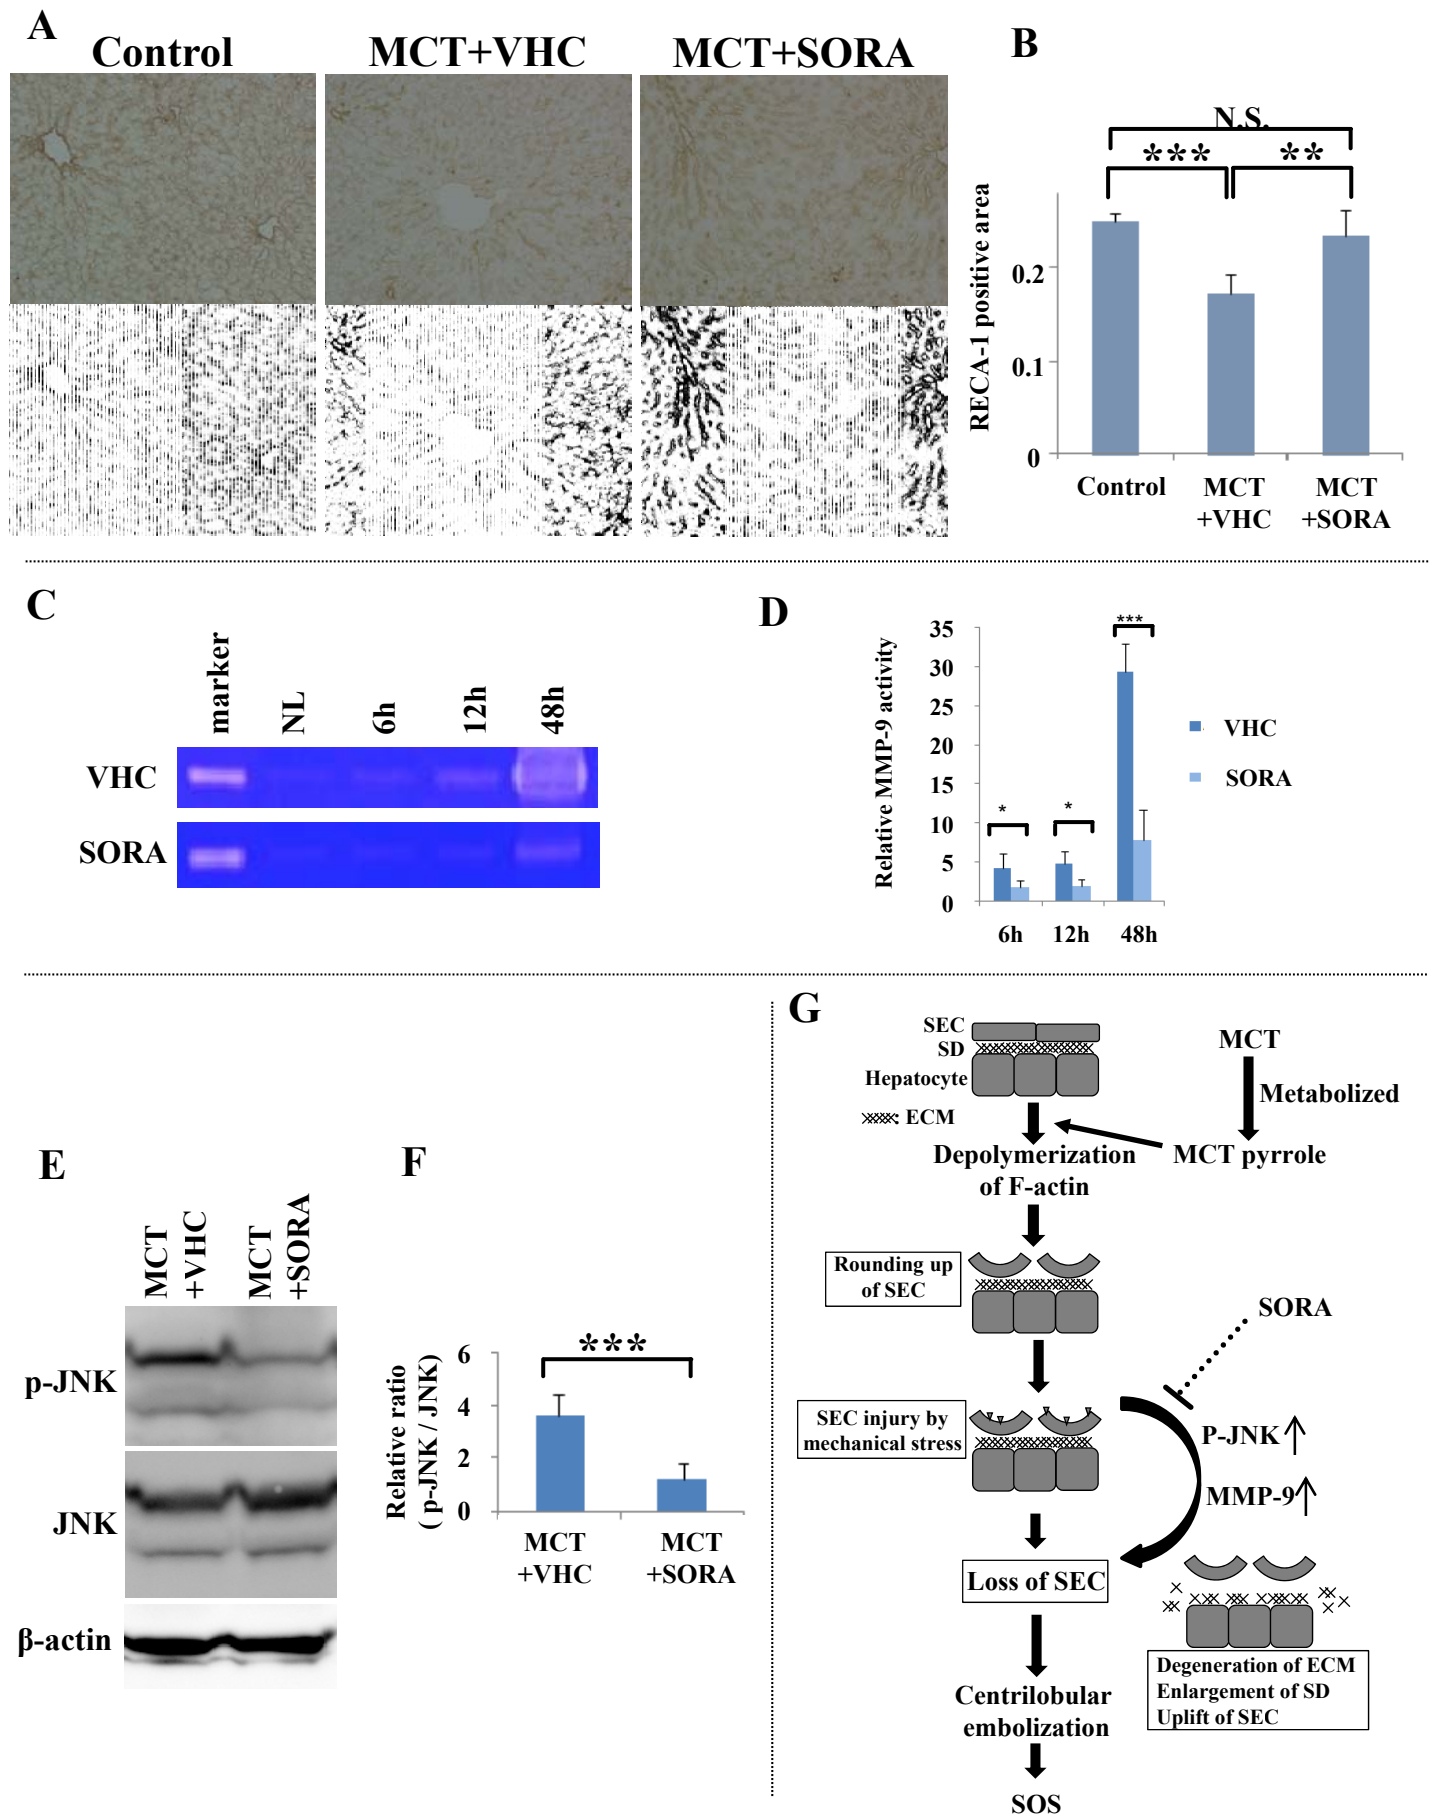 A
Control
MCT+VHC
MCT+SORA
B
N.S.
***
**
RECA-1 positive area
0.2
0.1
0
Control
MCT
+VHC
MCT
+SORA
C
marker
NL
6h
12h
48h
VHC
SORA
D
Relative MMP-9 activity
35
30
25
20
15
10
5
0
*
*
***
6h
12h
48h
VHC
SORA
E
MCT
+VHC
MCT
+SORA
p-JNK
JNK
β-actin
F
Relative ratio
( p-JNK / JNK)
6
4
2
0
***
MCT
+VHC
MCT
+SORA
G
SEC
SD
Hepatocyte
: ECM
MCT
Metabolized
MCT pyrrole
Depolymerization
of F-actin
Rounding up
of SEC
SORA
SEC injury by
mechanical stress
P-JNK↑
MMP-9↑
Loss of SEC
Degeneration of ECM
Enlargement of SD
Uplift of SEC
Centrilobular
embolization
SOS